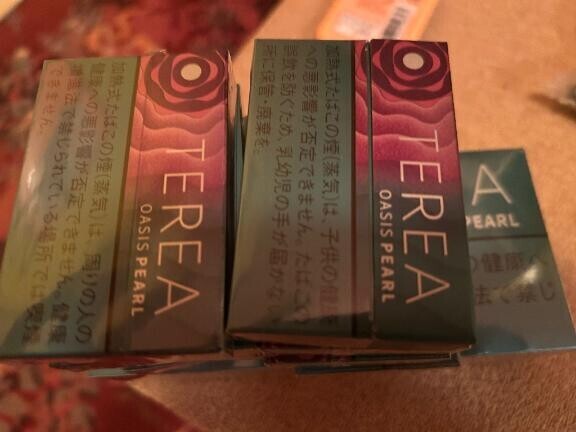 加熱式たばこの煙(蒸気)は、周りの人の
健康への悪影響が否定できません。健康
増進法で禁じられている場所では喫煙
できません。
TEREA
OASIS PEARL
加熱式たばこの煙(蒸気)は、子供の健康
への悪影響が否定できません。たばこの
誤飲を防ぐため、乳幼児の手が届かない
所に保管・廃棄を。
TEREA
OASIS PEARL
A
PEARL
の健康へ
法で禁じ